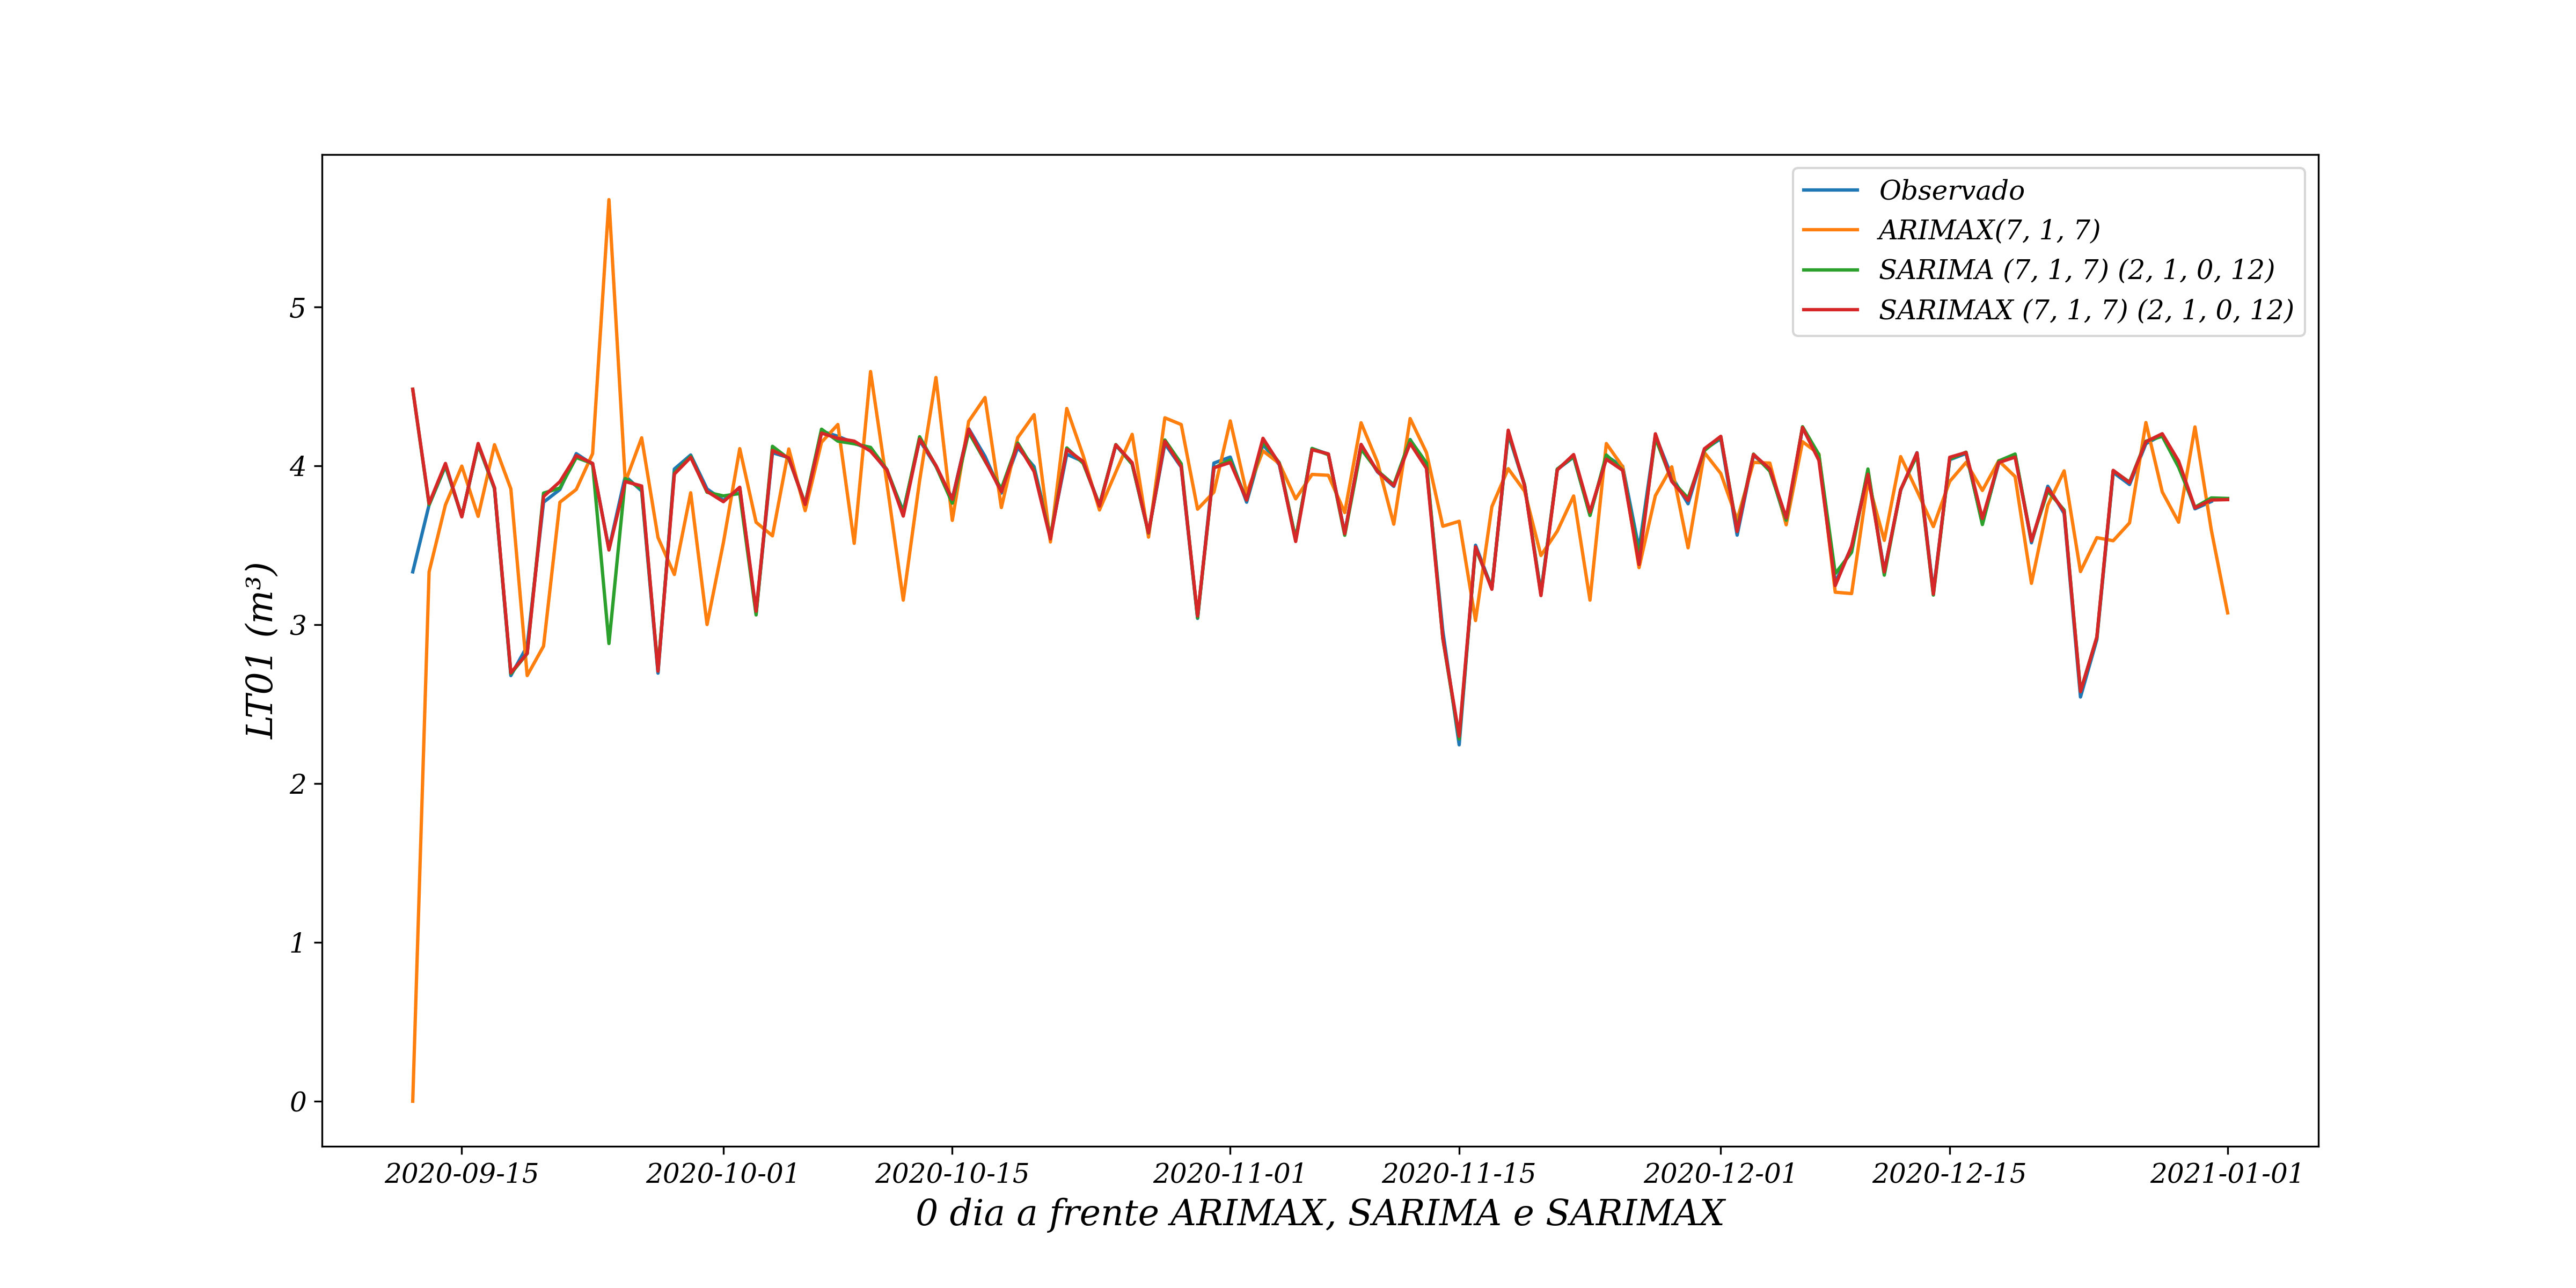 Observado
ARIMAX(7, 1, 7)
SARIMA (7, 1, 7) (2, 1, 0, 12)
SARIMAX (7, 1, 7) (2, 1, 0, 12)
5
4
3
2
1
0
LT01 (m³)
2020-09-15 2020-10-01 2020-10-15 2020-11-01 2020-11-15 2020-12-01 2020-12-15 2021-01-01
0 dia a frente ARIMAX, SARIMA e SARIMAX